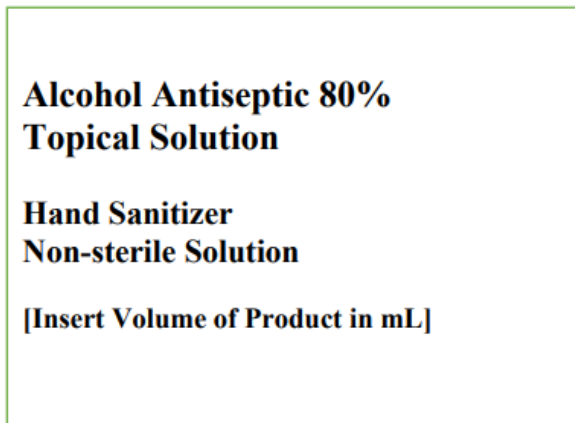 Alcohol Antiseptic 80%
Topical Solution
Hand Sanitizer
Non-sterile Solution
[Insert Volume of Product in mL]